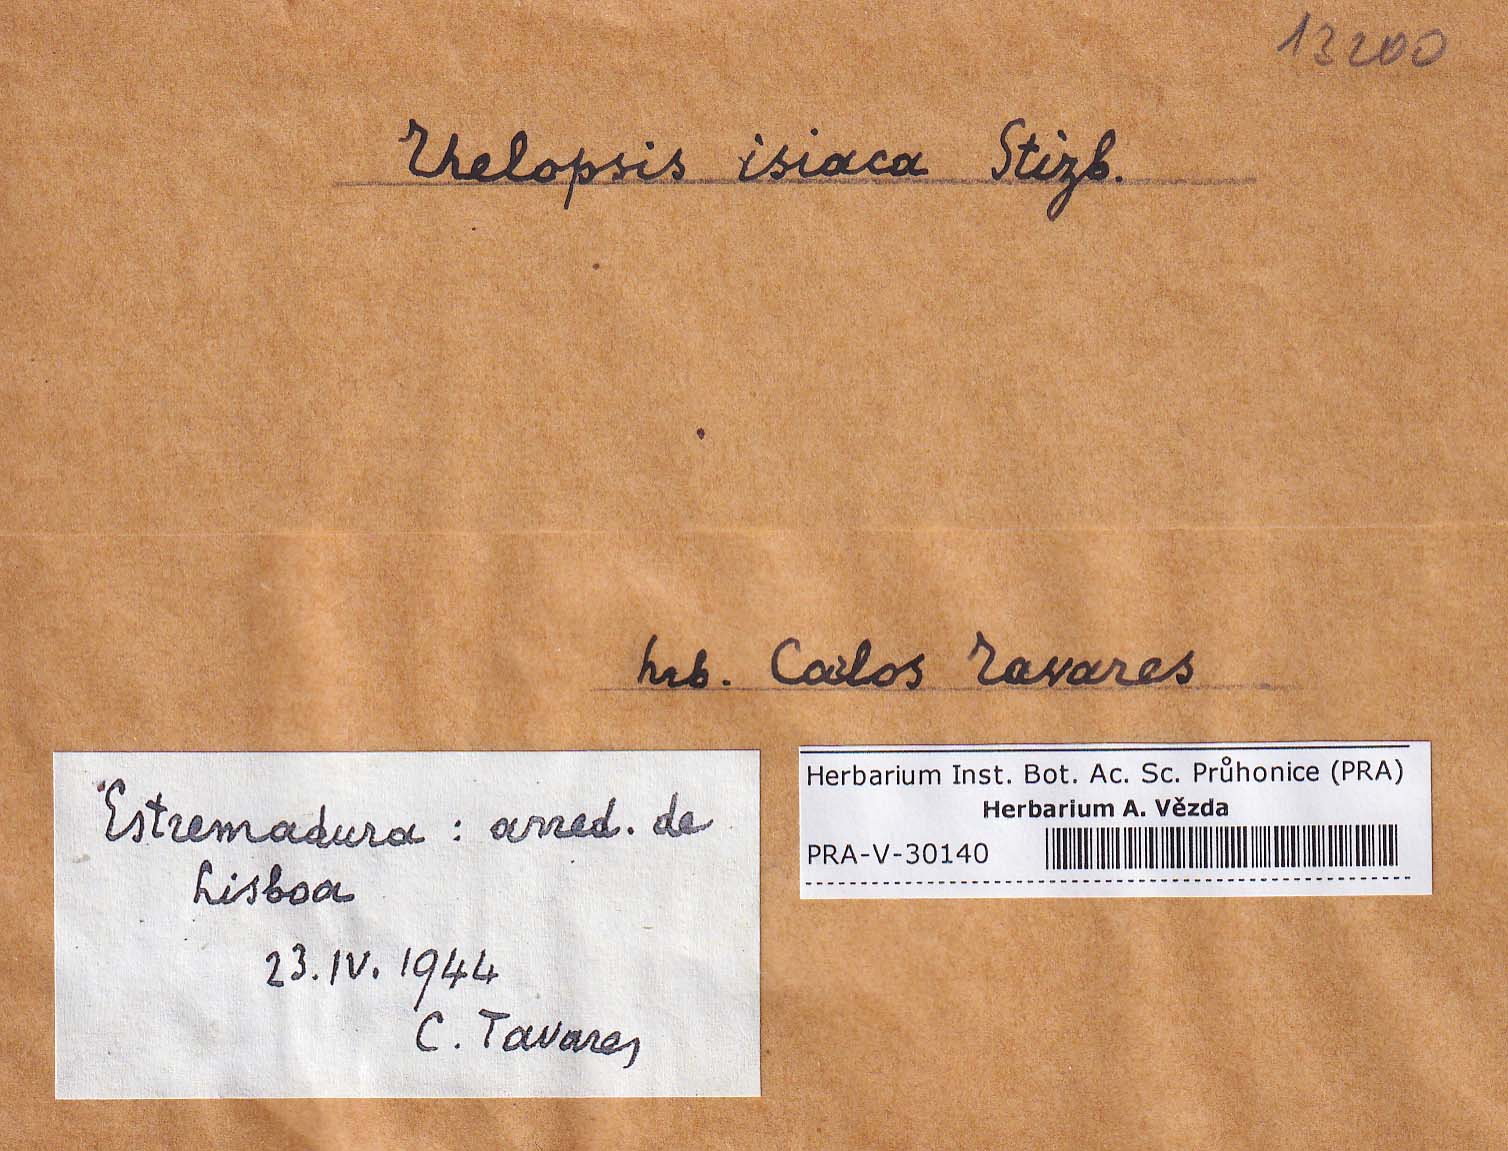 13200
Thelopsis isiaca Stizb.
hrb. Carlos Tavares
Estremadura : arred. de
Lisboa
23. IV. 1944
C. Tavares
Herbarium Inst. Bot. Ac. Sc. Průhonice (PRA)
Herbarium A. Vězda
PRA-V-30140